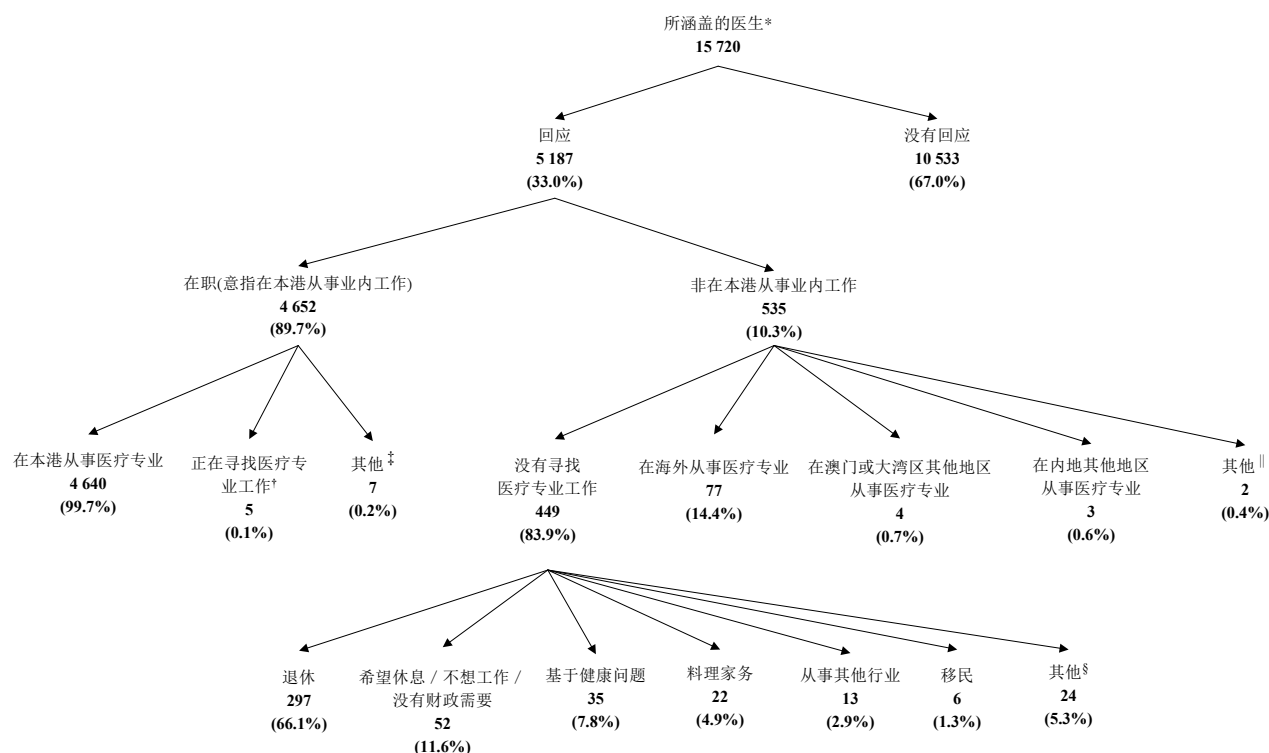 所涵盖的医生*
15 720
回应
5 187
(33.0%)
没有回应
10 533
(67.0%)
在职(意指在本港从事业内工作)
4 652
(89.7%)
非在本港从事业内工作
535
(10.3%)
在本港从事医疗专业
4 640
(99.7%)
正在寻找医疗专
业工作†
5
(0.1%)
其他‡
7
(0.2%)
没有寻找
医疗专业工作
449
(83.9%)
在海外从事医疗专业
77
(14.4%)
在澳门或大湾区其他地区
从事医疗专业
4
(0.7%)
在内地其他地区
从事医疗专业
3
(0.6%)
其他‖
2
(0.4%)
退休
297
(66.1%)
希望休息 / 不想工作 /
没有财政需要
52
(11.6%)
基于健康问题
35
(7.8%)
料理家务
22
(4.9%)
从事其他行业
13
(2.9%)
移民
6
(1.3%)
其他§
24
(5.3%)